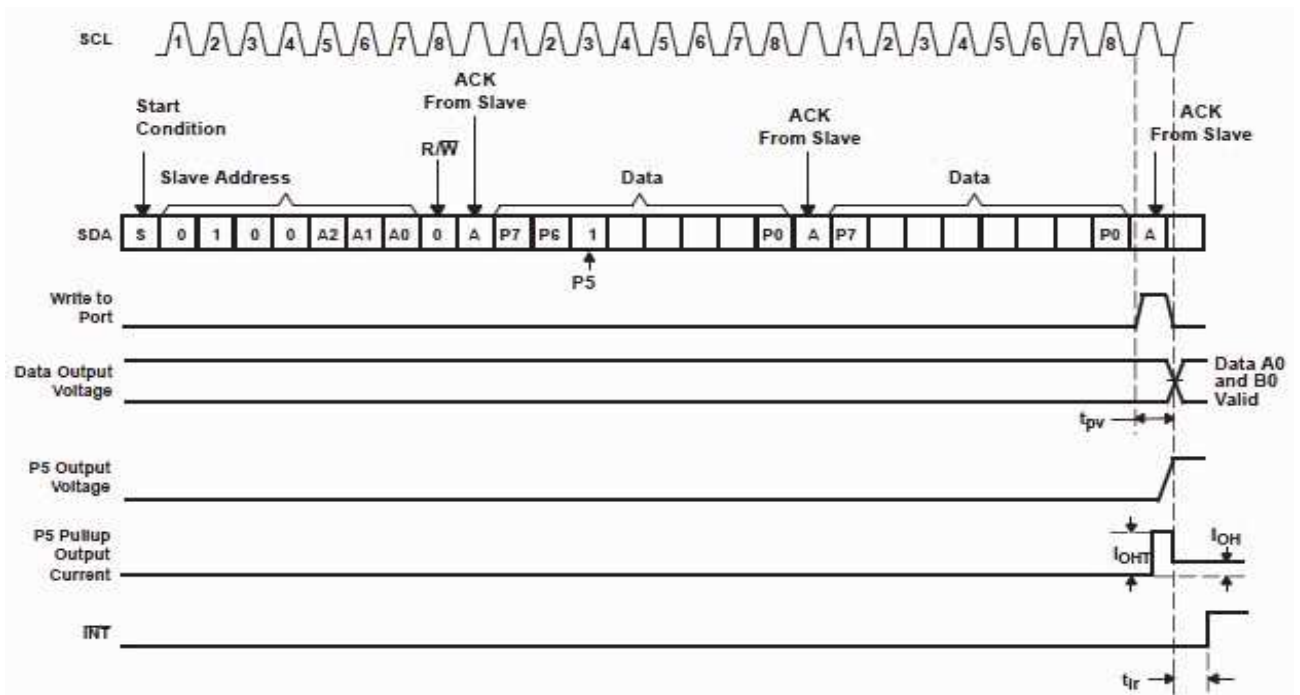 SCL 1 2 3 4 5 6 7 8 1 2 3 4 5 6 7 8 1 2 3 4 5 6 7 8
Start
Condition
ACK
From Slave
ACK
From Slave
ACK
From Slave
R/W
Slave Address
Data
Data
SDA S 0 1 0 0 A2 A1 A0 0 A P7 P6 1 P0 A P7 P0 A
P5
Write to
Port
Data Output
Voltage
Data A0
and B0
Valid
tpv
P5 Output
Voltage
P5 Pullup
Output
Current
IOHT
IOH
INT
tir